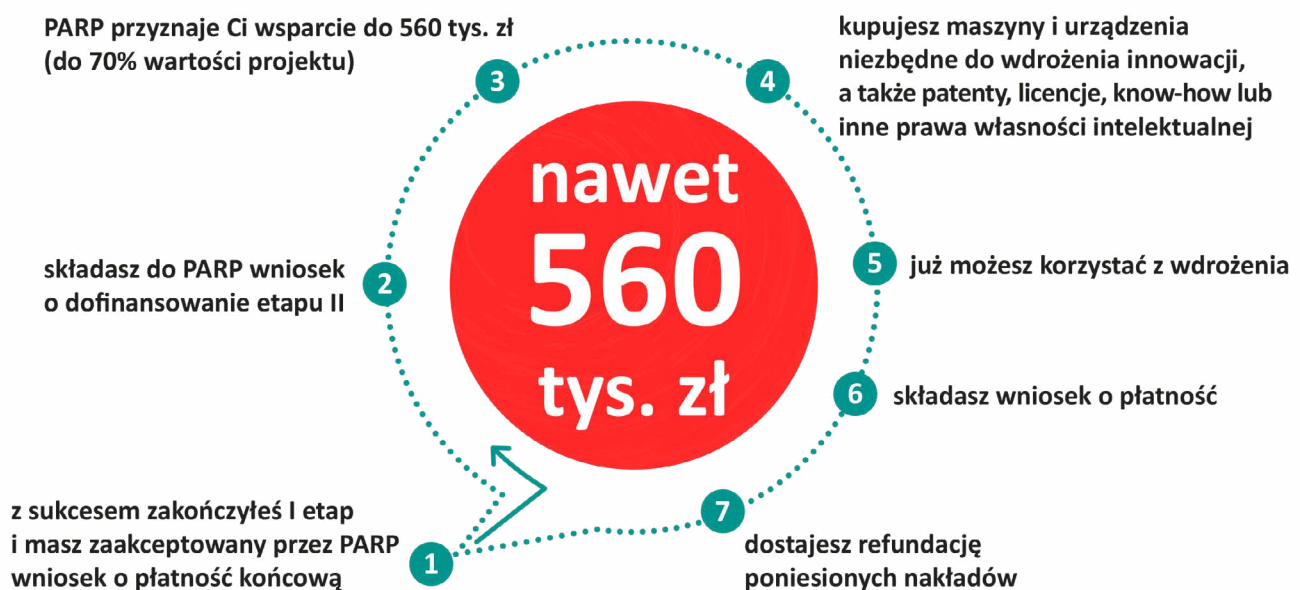 PARP przyznaje Ci wsparcie do 560 tys. zł
(do 70% wartości projektu)
3
4
kupujesz maszyny i urządzenia
niezbędne do wdrożenia innowacji,
a także patenty, licencje, know-how lub
inne prawa własności intelektualnej
nawet
560
tys. zł
składasz do PARP wniosek
o dofinansowanie etapu II
2
5
już możesz korzystać z wdrożenia
6
składasz wniosek o płatność
z sukcesem zakończyłeś I etap
i masz zaakceptowany przez PARP
wniosek o płatność końcową
1
7
dostajesz refundację
poniesionych nakładów